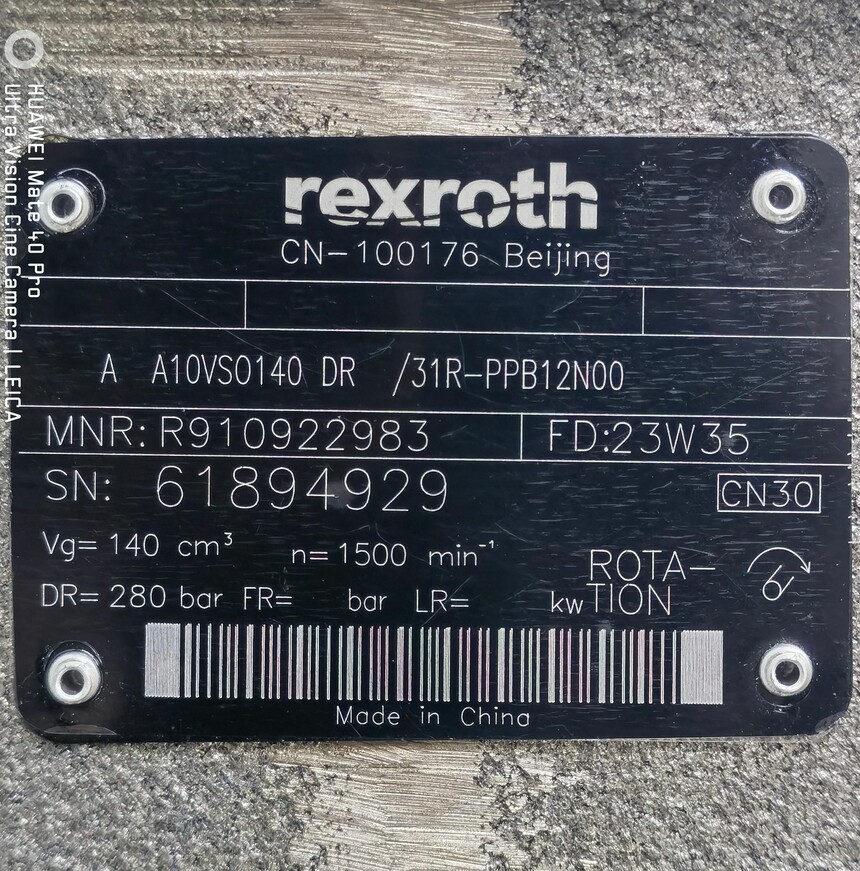 rexroth
CN-100176 Beijing
A A10VSO140 DR /31R-PPB12N00
MNR: R910922983 FD:23W35
SN: 61894929 CN30
Vg= 140 cm³ n= 1500 min⁻¹ ROTA-
DR= 280 bar FR= bar LR= kw TION
Made in China
HUAWEI Mate 40 Pro
Ultra Vision Cine Camera | LEICA